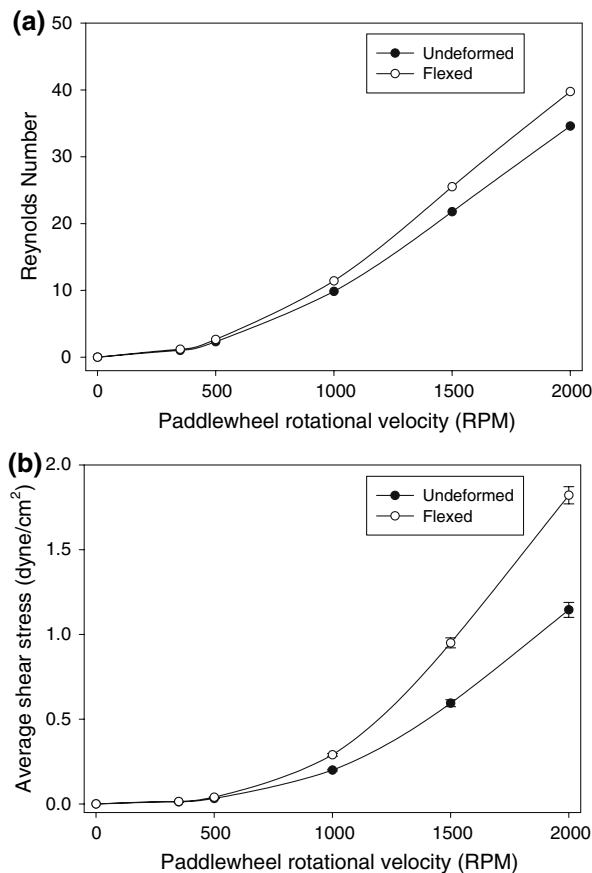 (a)
50
40
30
20
10
0
Reynolds Number
Undeformed
Flexed
0 500 1000 1500 2000
Paddlewheel rotational velocity (RPM)
(b)
2.0
1.5
1.0
0.5
0.0
Average shear stress (dyne/cm²)
Undeformed
Flexed
0 500 1000 1500 2000
Paddlewheel rotational velocity (RPM)